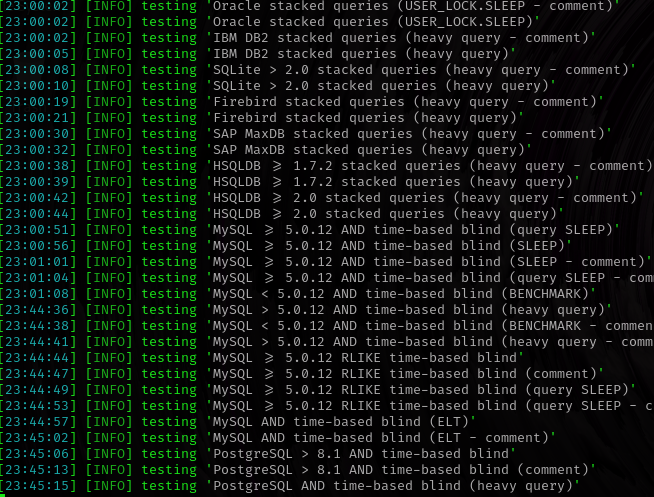 [23:00:02] [INFO] testing 'Oracle stacked queries (USER_LOCK.SLEEP - comment)'
[23:00:02] [INFO] testing 'Oracle stacked queries (USER_LOCK.SLEEP)'
[23:00:02] [INFO] testing 'IBM DB2 stacked queries (heavy query - comment)'
[23:00:05] [INFO] testing 'IBM DB2 stacked queries (heavy query)'
[23:00:08] [INFO] testing 'SQLite > 2.0 stacked queries (heavy query - comment)'
[23:00:10] [INFO] testing 'SQLite > 2.0 stacked queries (heavy query)'
[23:00:19] [INFO] testing 'Firebird stacked queries (heavy query - comment)'
[23:00:21] [INFO] testing 'Firebird stacked queries (heavy query)'
[23:00:30] [INFO] testing 'SAP MaxDB stacked queries (heavy query - comment)'
[23:00:32] [INFO] testing 'SAP MaxDB stacked queries (heavy query)'
[23:00:38] [INFO] testing 'HSQLDB ≥ 1.7.2 stacked queries (heavy query - comment)
[23:00:39] [INFO] testing 'HSQLDB ≥ 1.7.2 stacked queries (heavy query)'
[23:00:42] [INFO] testing 'HSQLDB ≥ 2.0 stacked queries (heavy query - comment)'
[23:00:44] [INFO] testing 'HSQLDB ≥ 2.0 stacked queries (heavy query)'
[23:00:51] [INFO] testing 'MySQL ≥ 5.0.12 AND time-based blind (query SLEEP)'
[23:00:56] [INFO] testing 'MySQL ≥ 5.0.12 AND time-based blind (SLEEP)'
[23:01:01] [INFO] testing 'MySQL ≥ 5.0.12 AND time-based blind (SLEEP - comment)'
[23:01:04] [INFO] testing 'MySQL ≥ 5.0.12 AND time-based blind (query SLEEP - com
[23:01:08] [INFO] testing 'MySQL < 5.0.12 AND time-based blind (BENCHMARK)'
[23:44:36] [INFO] testing 'MySQL > 5.0.12 AND time-based blind (heavy query)'
[23:44:38] [INFO] testing 'MySQL < 5.0.12 AND time-based blind (BENCHMARK - commen
[23:44:41] [INFO] testing 'MySQL > 5.0.12 AND time-based blind (heavy query - comm
[23:44:44] [INFO] testing 'MySQL ≥ 5.0.12 RLIKE time-based blind'
[23:44:47] [INFO] testing 'MySQL ≥ 5.0.12 RLIKE time-based blind (comment)'
[23:44:49] [INFO] testing 'MySQL ≥ 5.0.12 RLIKE time-based blind (query SLEEP)'
[23:44:53] [INFO] testing 'MySQL ≥ 5.0.12 RLIKE time-based blind (query SLEEP - c
[23:44:57] [INFO] testing 'MySQL AND time-based blind (ELT)'
[23:45:02] [INFO] testing 'MySQL AND time-based blind (ELT - comment)'
[23:45:06] [INFO] testing 'PostgreSQL > 8.1 AND time-based blind'
[23:45:13] [INFO] testing 'PostgreSQL > 8.1 AND time-based blind (comment)'
[23:45:15] [INFO] testing 'PostgreSQL AND time-based blind (heavy query)'